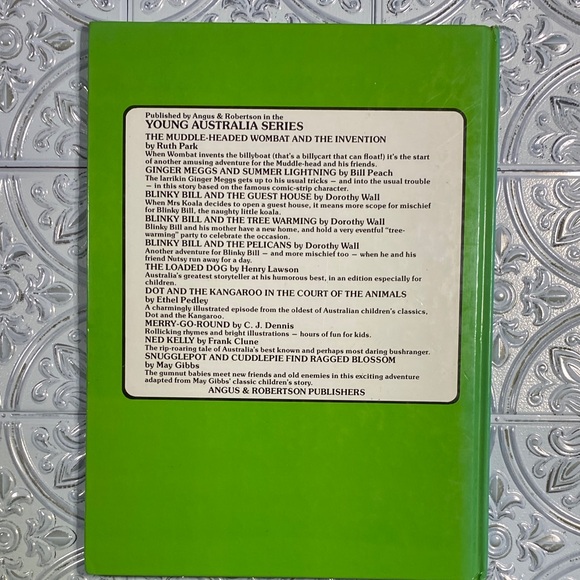 Published by Angus & Robertson in the
YOUNG AUSTRALIA SERIES
THE MUDDLE-HEADED WOMBAT AND THE INVENTION
by Ruth Park
When Wombat invents the billyboat (that's a billycart that can float!) it's the start
of another amusing adventure for the Muddle-head and his friends.
GINGER MEGGS AND SUMMER LIGHTNING by Bill Peach
The larrikin Ginger Meggs gets up to his usual tricks — and into the usual trouble
— in this story based on the famous comic-strip character.
BLINKY BILL AND THE GUEST HOUSE by Dorothy Wall
When Mrs Koala decides to open a guest house, it means more scope for mischief
for Blinky Bill, the naughty little koala.
BLINKY BILL AND THE TREE WARMING by Dorothy Wall
Blinky Bill and his mother have a new home, and hold a very eventful "tree-
warming" party to celebrate the occasion.
BLINKY BILL AND THE PELICANS by Dorothy Wall
Another adventure for Blinky Bill — and more mischief too — when he and his
friend Nutsy run away for a day.
THE LOADED DOG by Henry Lawson
Australia's greatest storyteller at his humorous best, in an edition especially for
children.
DOT AND THE KANGAROO IN THE COURT OF THE ANIMALS
by Ethel Pedley
A charmingly illustrated episode from the oldest of Australian children's classics,
Dot and the Kangaroo.
MERRY-GO-ROUND by C. J. Dennis
Rollicking rhymes and bright illustrations — hours of fun for kids.
NED KELLY by Frank Clune
The rip-roaring tale of Australia's best known and perhaps most daring bushranger.
SNUGGLEPOT AND CUDDLEPIE FIND RAGGED BLOSSOM
by May Gibbs
The gumnut babies meet new friends and old enemies in this exciting adventure
adapted from May Gibbs' classic children's story.
ANGUS & ROBERTSON PUBLISHERS